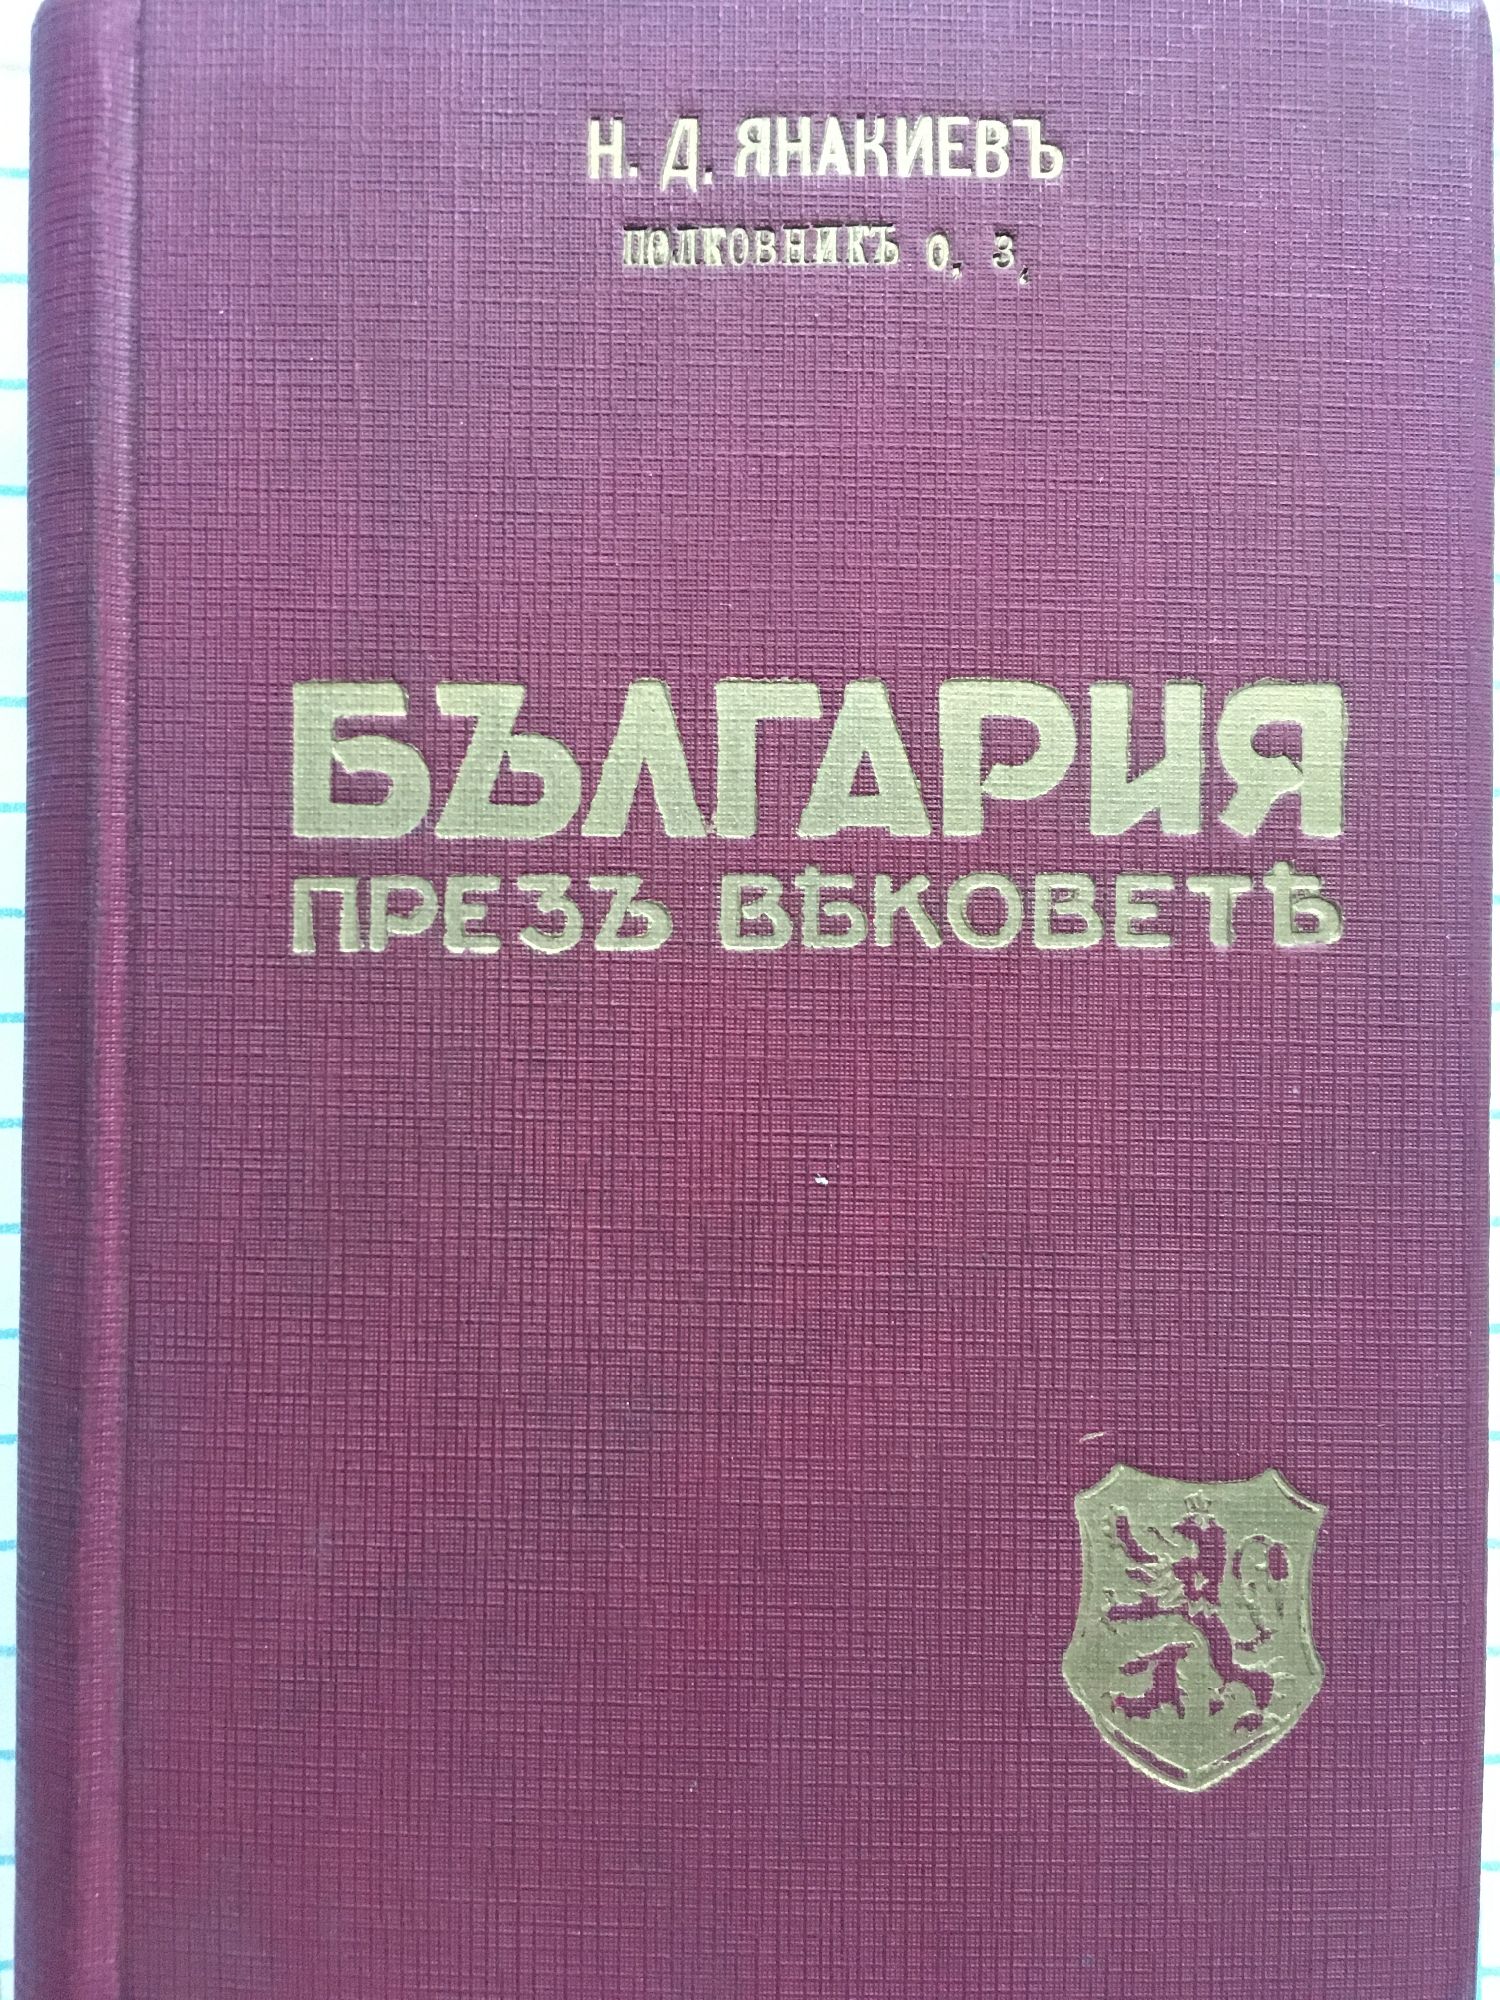 Н. Д. ЯНАКИЕВЪ
ПОЛКОВНИКЪ О, З,
БЪЛГАРИЯ
ПРЕЗЪ ВѢКОВЕТѢ